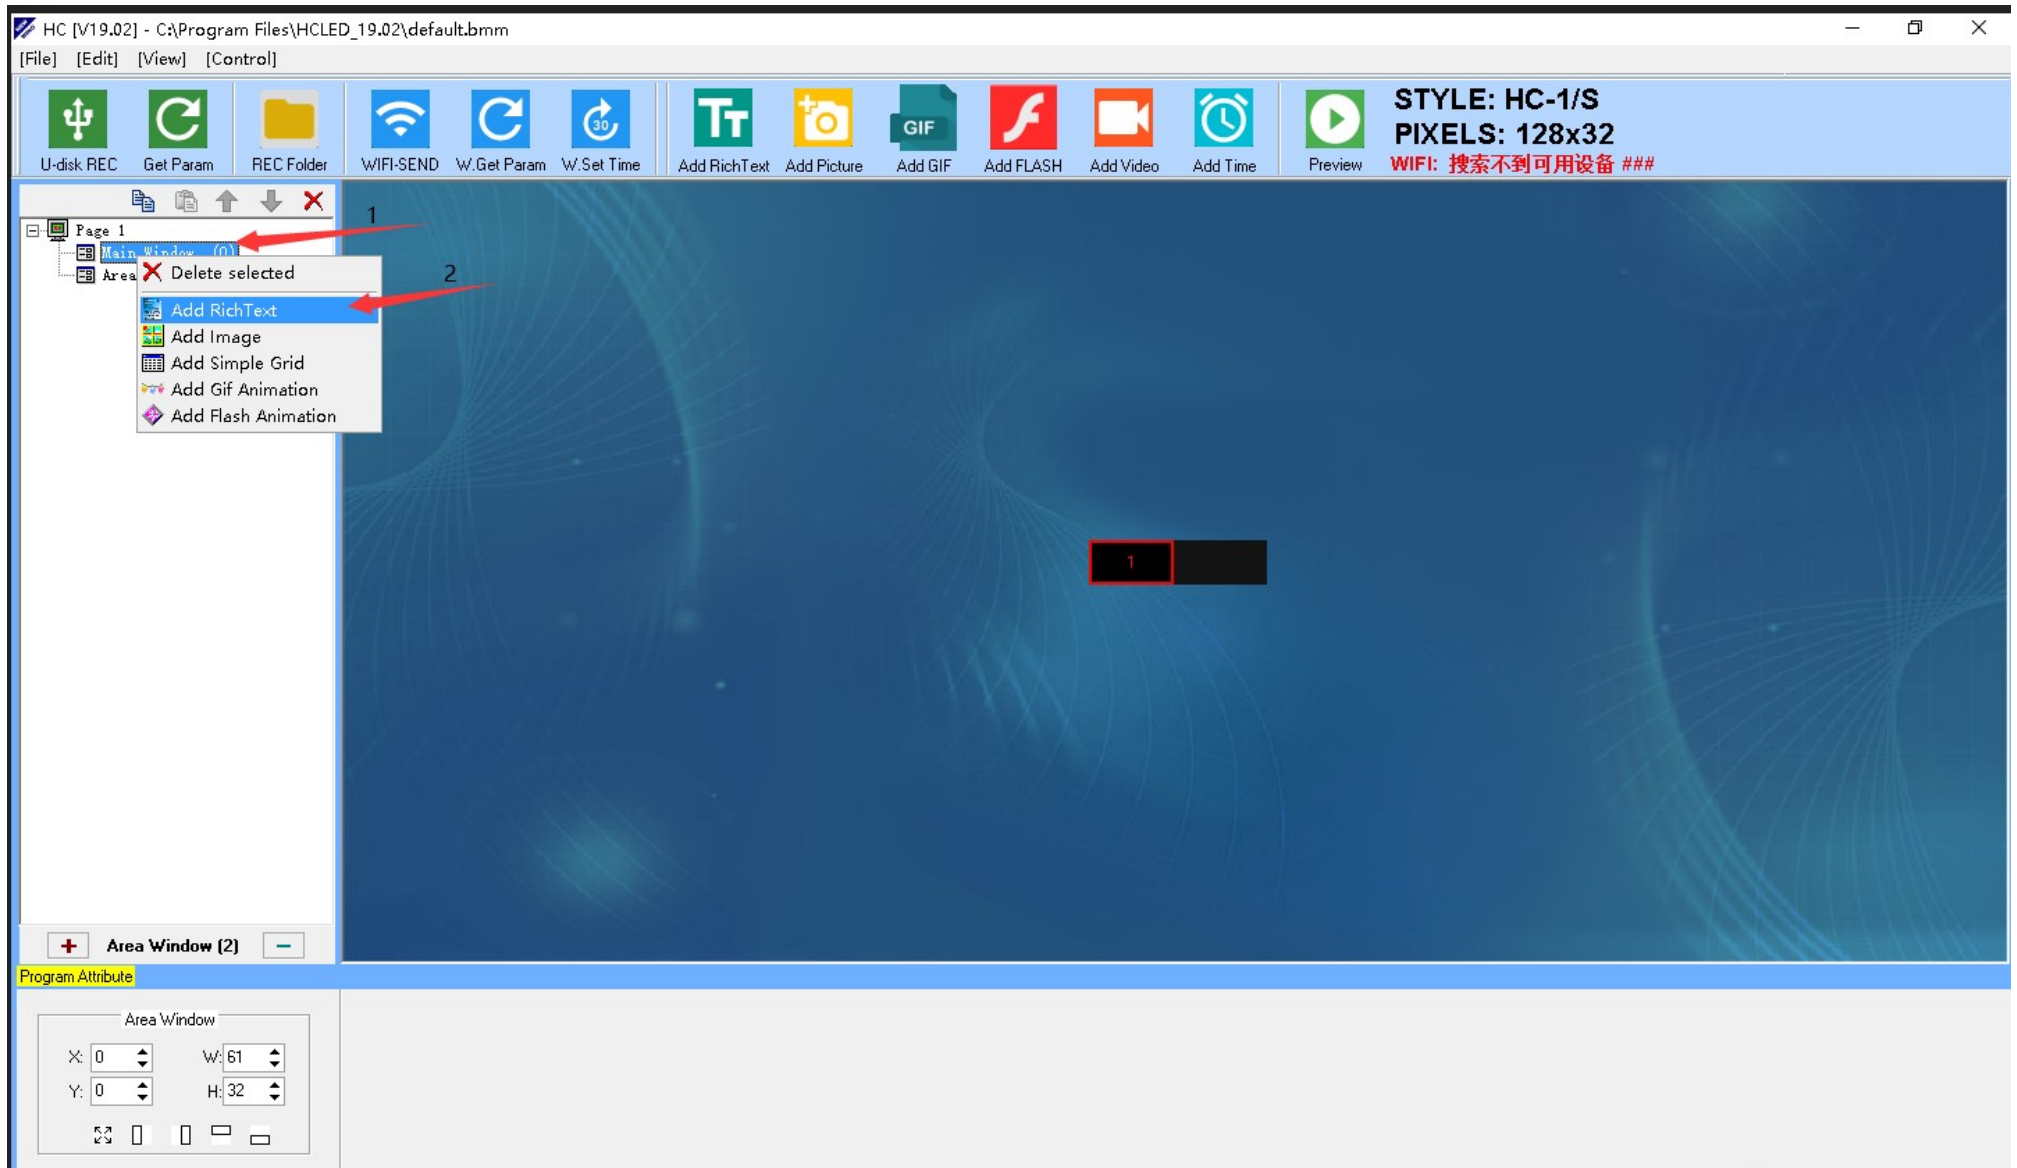 HC [V19.02] - C:\Program Files\HCLED_19.02\default.bmm
[File] [Edit] [View] [Control]
30
GIF
U-disk REC Get Param REC Folder WIFI-SEND W.Get Param W.Set Time Add RichText Add Picture Add GIF Add FLASH Add Video Add Time Preview
STYLE: HC-1/S
PIXELS: 128x32
WIFI: 搜索不到可用设备 ###
1
Page 1
Main Window (0)
Area
Delete selected
2
Add RichText
Add Image
Add Simple Grid
Add Gif Animation
Add Flash Animation
1
Area Window (2)
Program Attribute
Area Window
X: 0 W: 61
Y: 0 H: 32